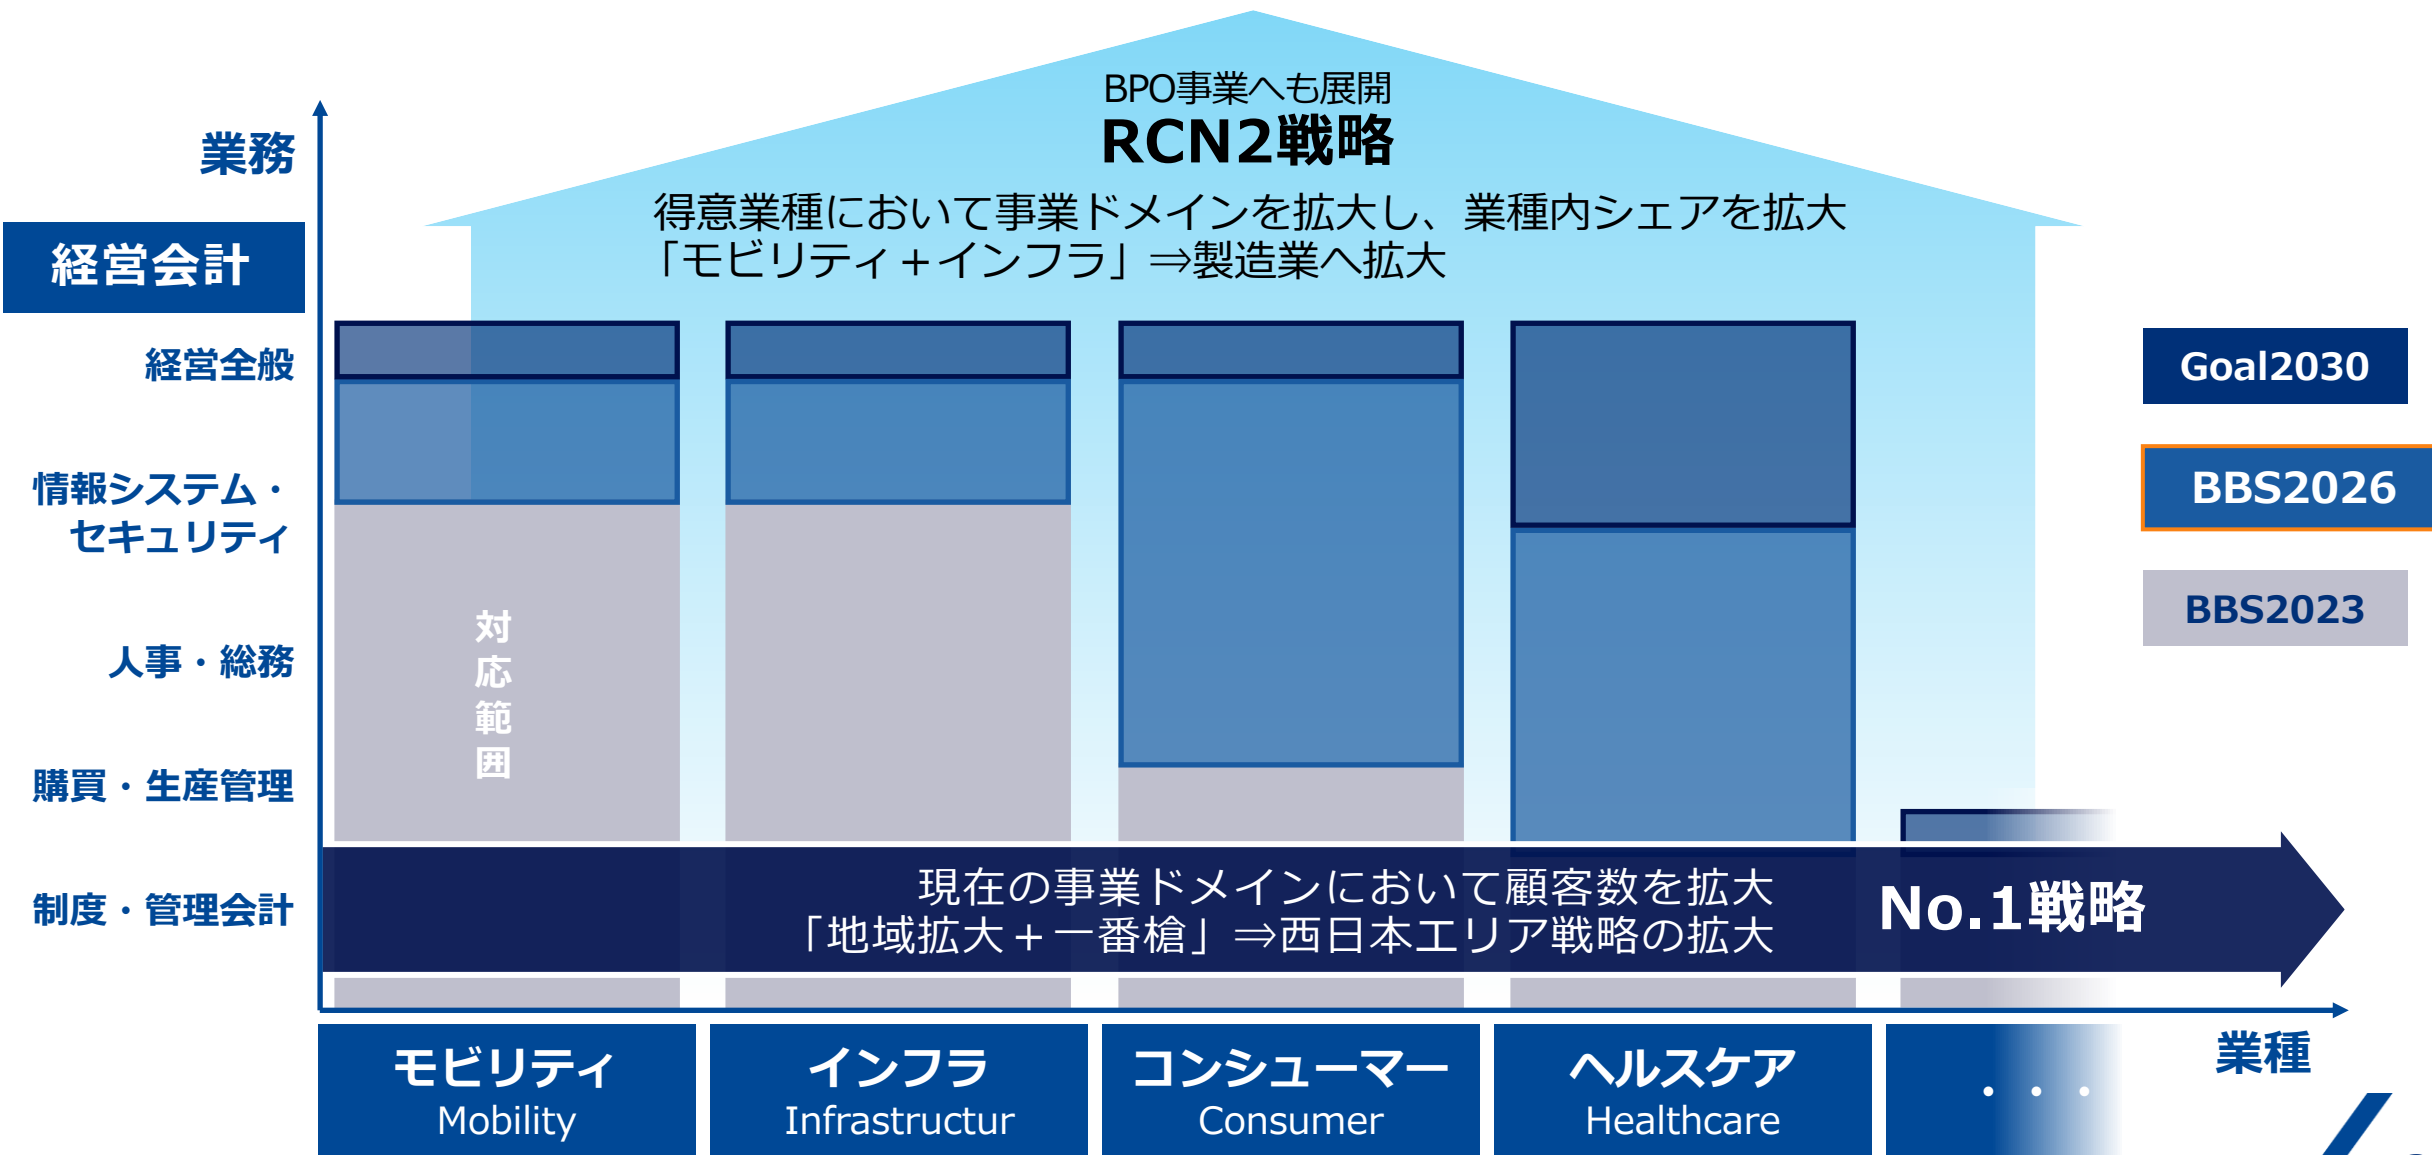 BPO事業へも展開
RCN2戦略
得意業種において事業ドメインを拡大し、業種内シェアを拡大
「モビリティ＋インフラ」⇒製造業へ拡大
業務
経営会計
経営全般
情報システム・
セキュリティ
人事・総務
購買・生産管理
制度・管理会計
対
応
範
囲
Goal2030
BBS2026
BBS2023
現在の事業ドメインにおいて顧客数を拡大
「地域拡大＋一番槍」⇒西日本エリア戦略の拡大
No.1戦略
業種
モビリティ
Mobility
インフラ
Infrastructur
コンシューマー
Consumer
ヘルスケア
Healthcare
・・・